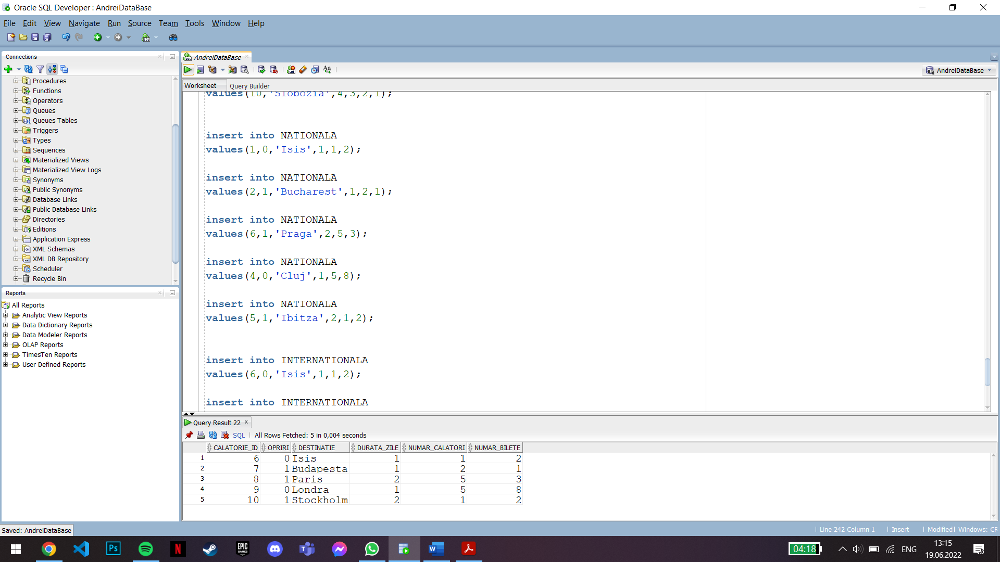 Oracle SQL Developer : AndreiDataBase
File Edit View Navigate Run Source Team Tools Window Help
Connections
Procedures
Functions
Operators
Queues
Queues Tables
Triggers
Types
Sequences
Materialized Views
Materialized View Logs
Synonyms
Public Synonyms
Database Links
Public Database Links
Directories
Editions
Application Express
XML Schemas
XML DB Repository
Scheduler
Recycle Bin
Reports
All Reports
Analytic View Reports
Data Dictionary Reports
Data Modeler Reports
OLAP Reports
TimesTen Reports
User Defined Reports
AndreiDataBase
AndreiDataBase
Worksheet Query Builder
values(10,'Slobozia',4,3,2,1);
insert into NATIONALA
values(1,0,'Isis',1,1,2);
insert into NATIONALA
values(2,1,'Bucharest',1,2,1);
insert into NATIONALA
values(6,1,'Praga',2,5,3);
insert into NATIONALA
values(4,0,'Cluj',1,5,8);
insert into NATIONALA
values(5,1,'Ibitza',2,1,2);
insert into INTERNATIONALA
values(6,0,'Isis',1,1,2);
insert into INTERNATIONALA
Query Result 22
SQL All Rows Fetched: 5 in 0,004 seconds
CALATORIE_ID OPRIRI DESTINATIE DURATA_ZILE NUMAR_CALATORI NUMAR_BILETE
1 6 0 Isis 1 1 2
2 7 1 Budapesta 1 2 1
3 8 1 Paris 2 5 3
4 9 0 Londra 1 5 8
5 10 1 Stockholm 2 1 2
Saved: AndreiDataBase
Line 242 Column 1 Insert Modified Windows: CR
Ps
N
EPIC GAMES
W
04:18
ENG
13:15
19.06.2022